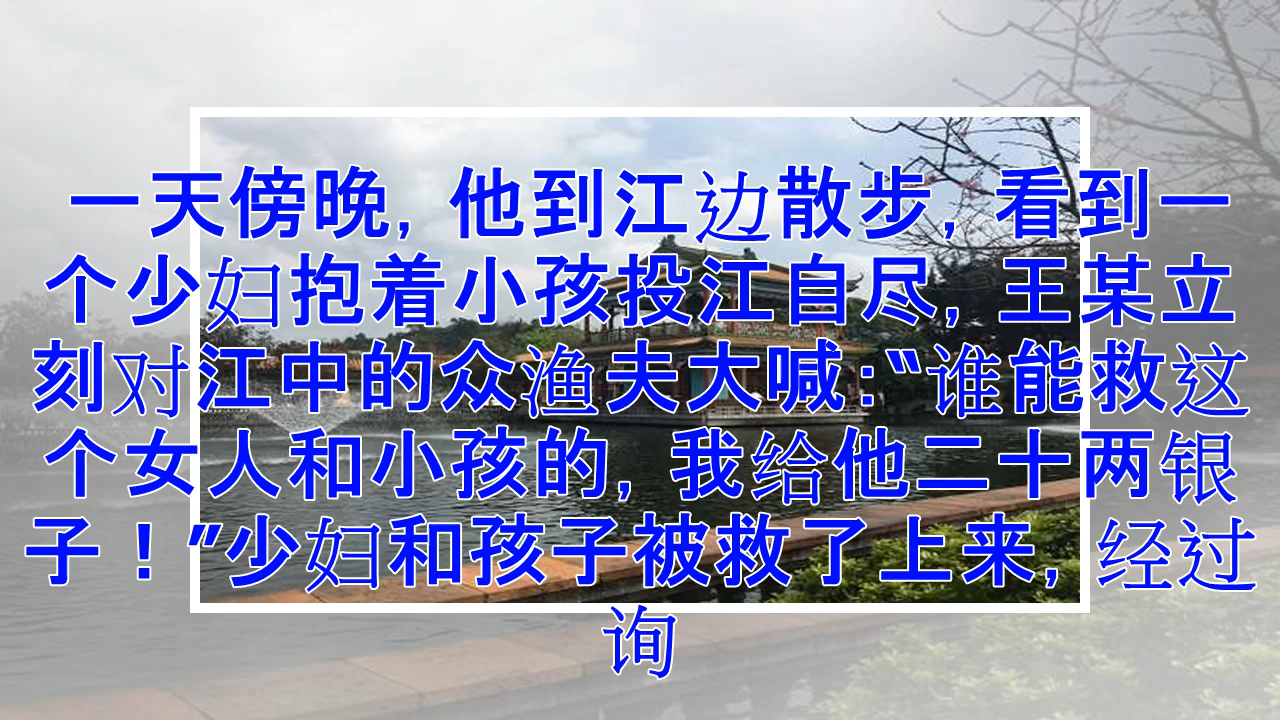 一天傍晚, 他到江边散步, 看到一
个少妇抱着小孩投江自尽, 王某立
刻对江中的众渔夫大喊:“谁能救这
个女人和小孩的, 我给他二十两银
子！”少妇和孩子被救了上来, 经过
询